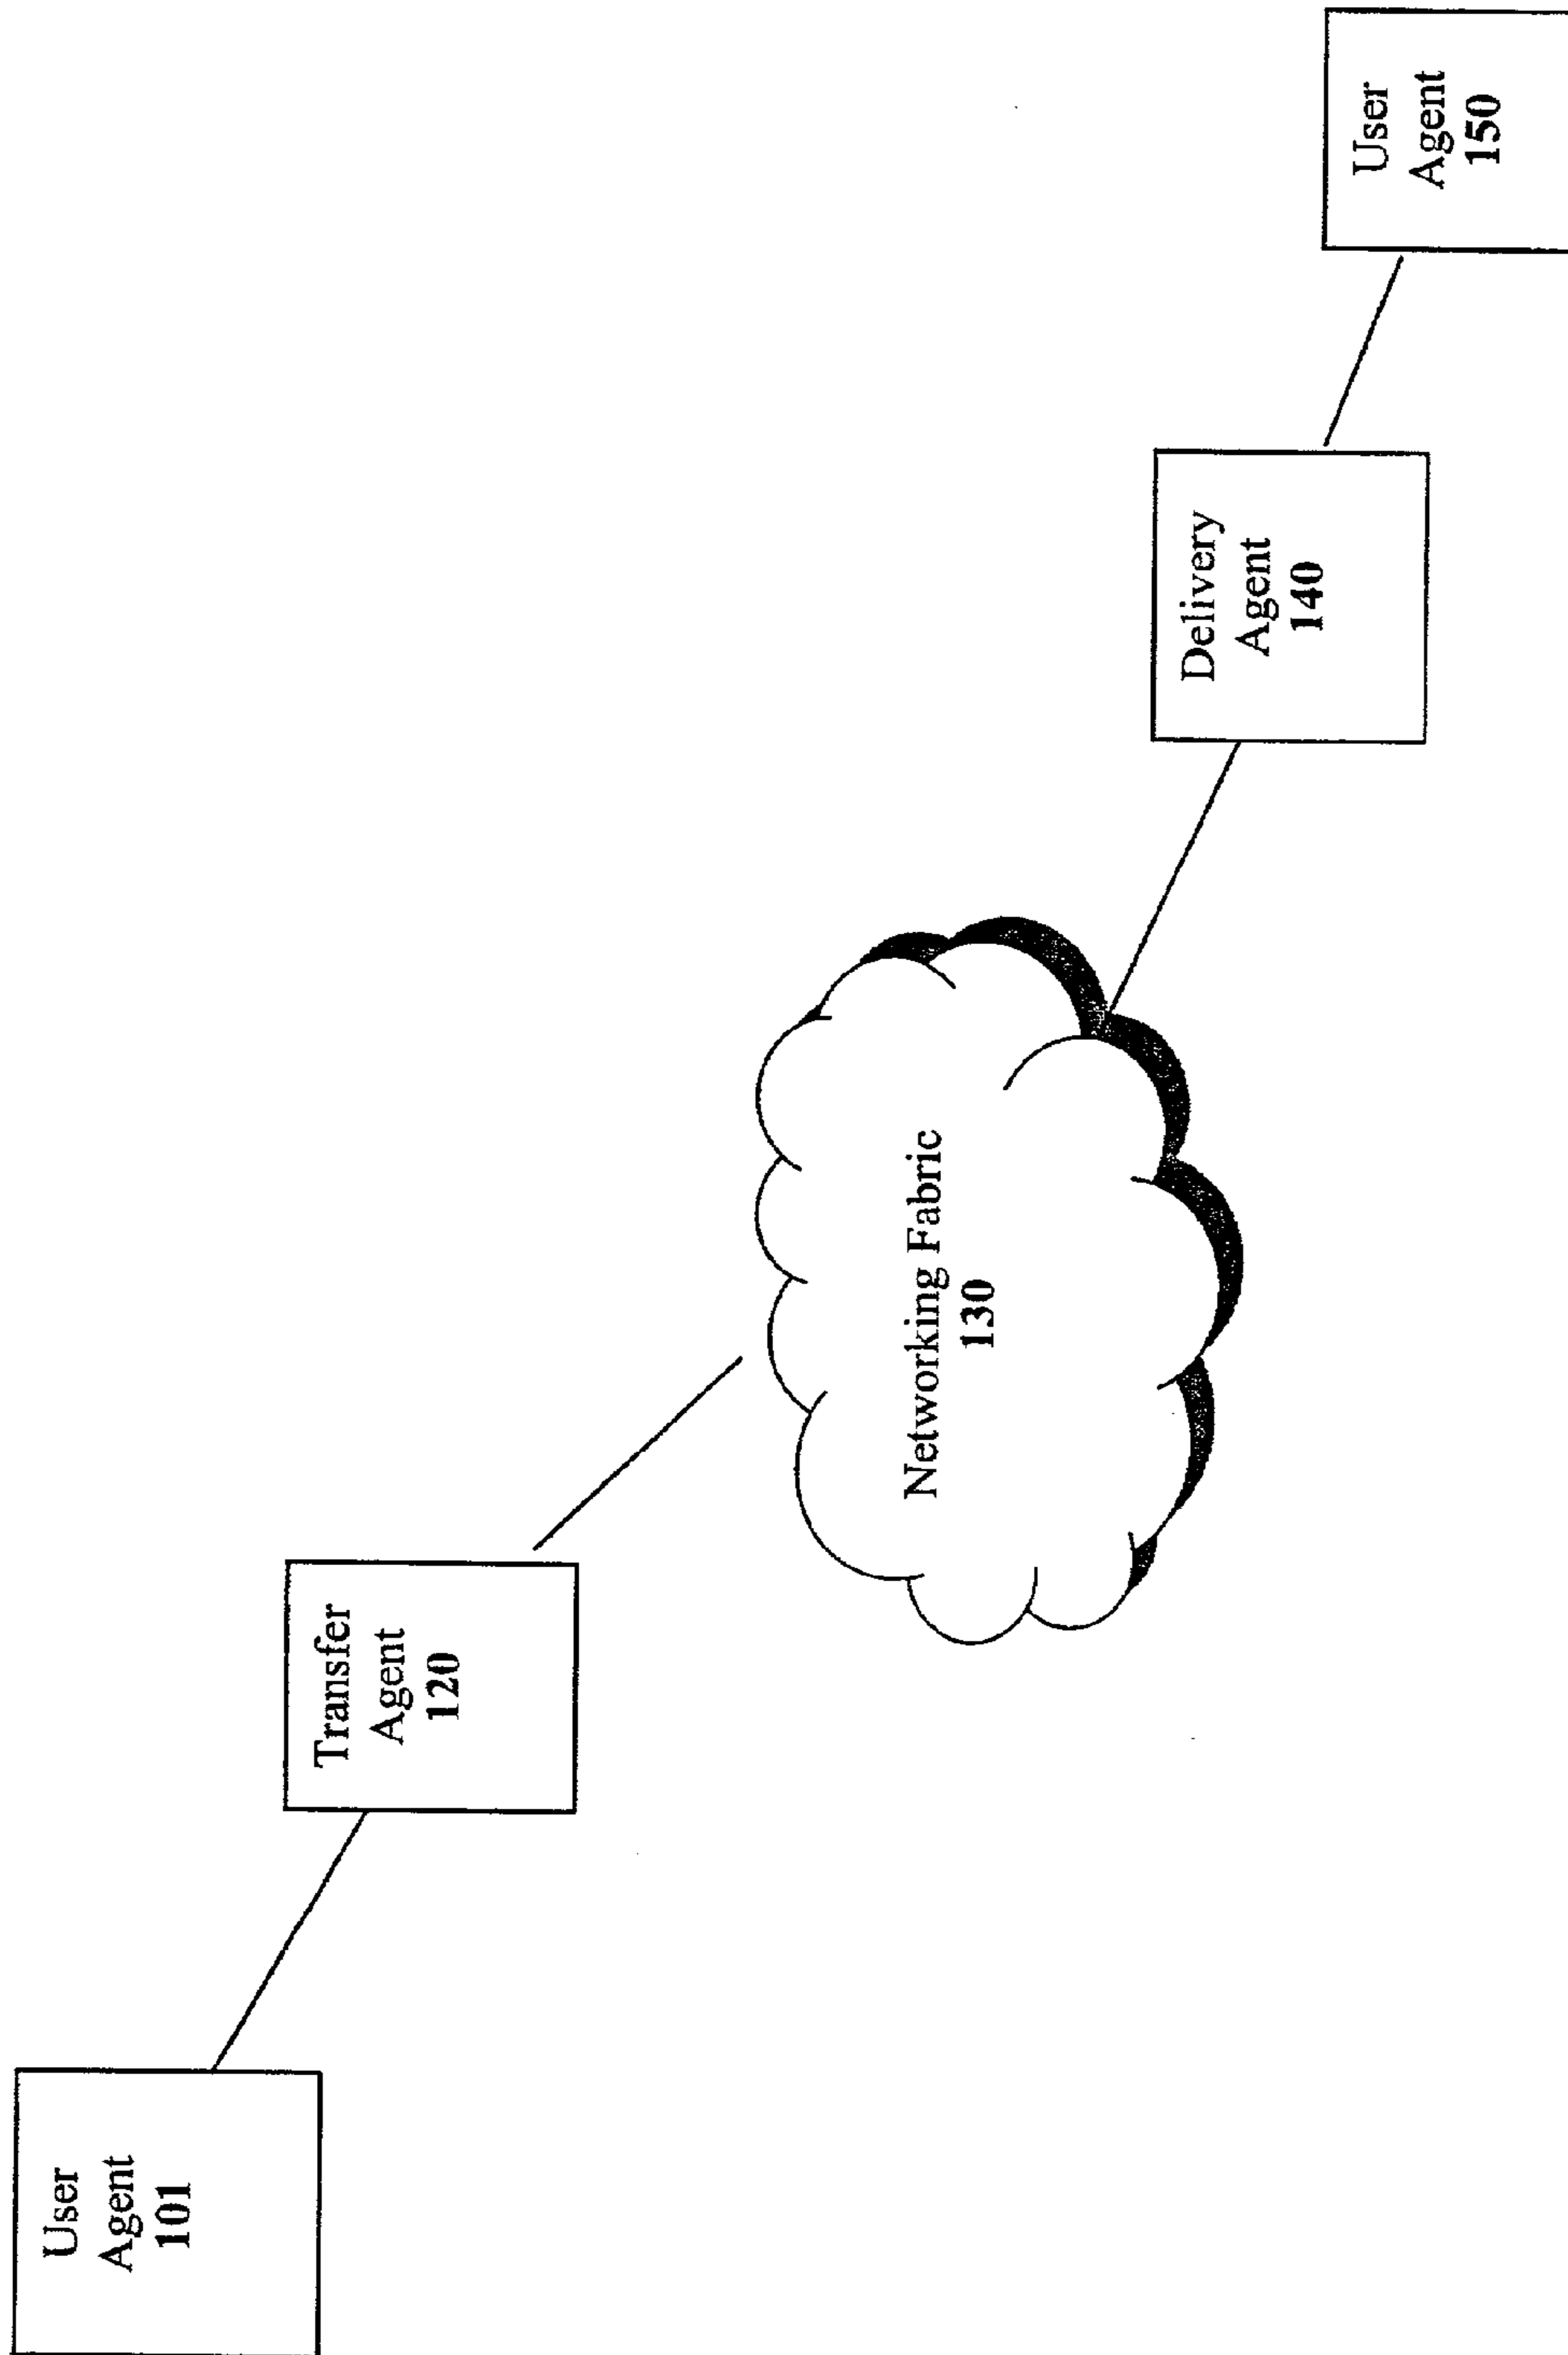 User
Agent
101
Transfer
Agent
120
Networking Fabric
130
Delivery
Agent
140
User
Agent
150